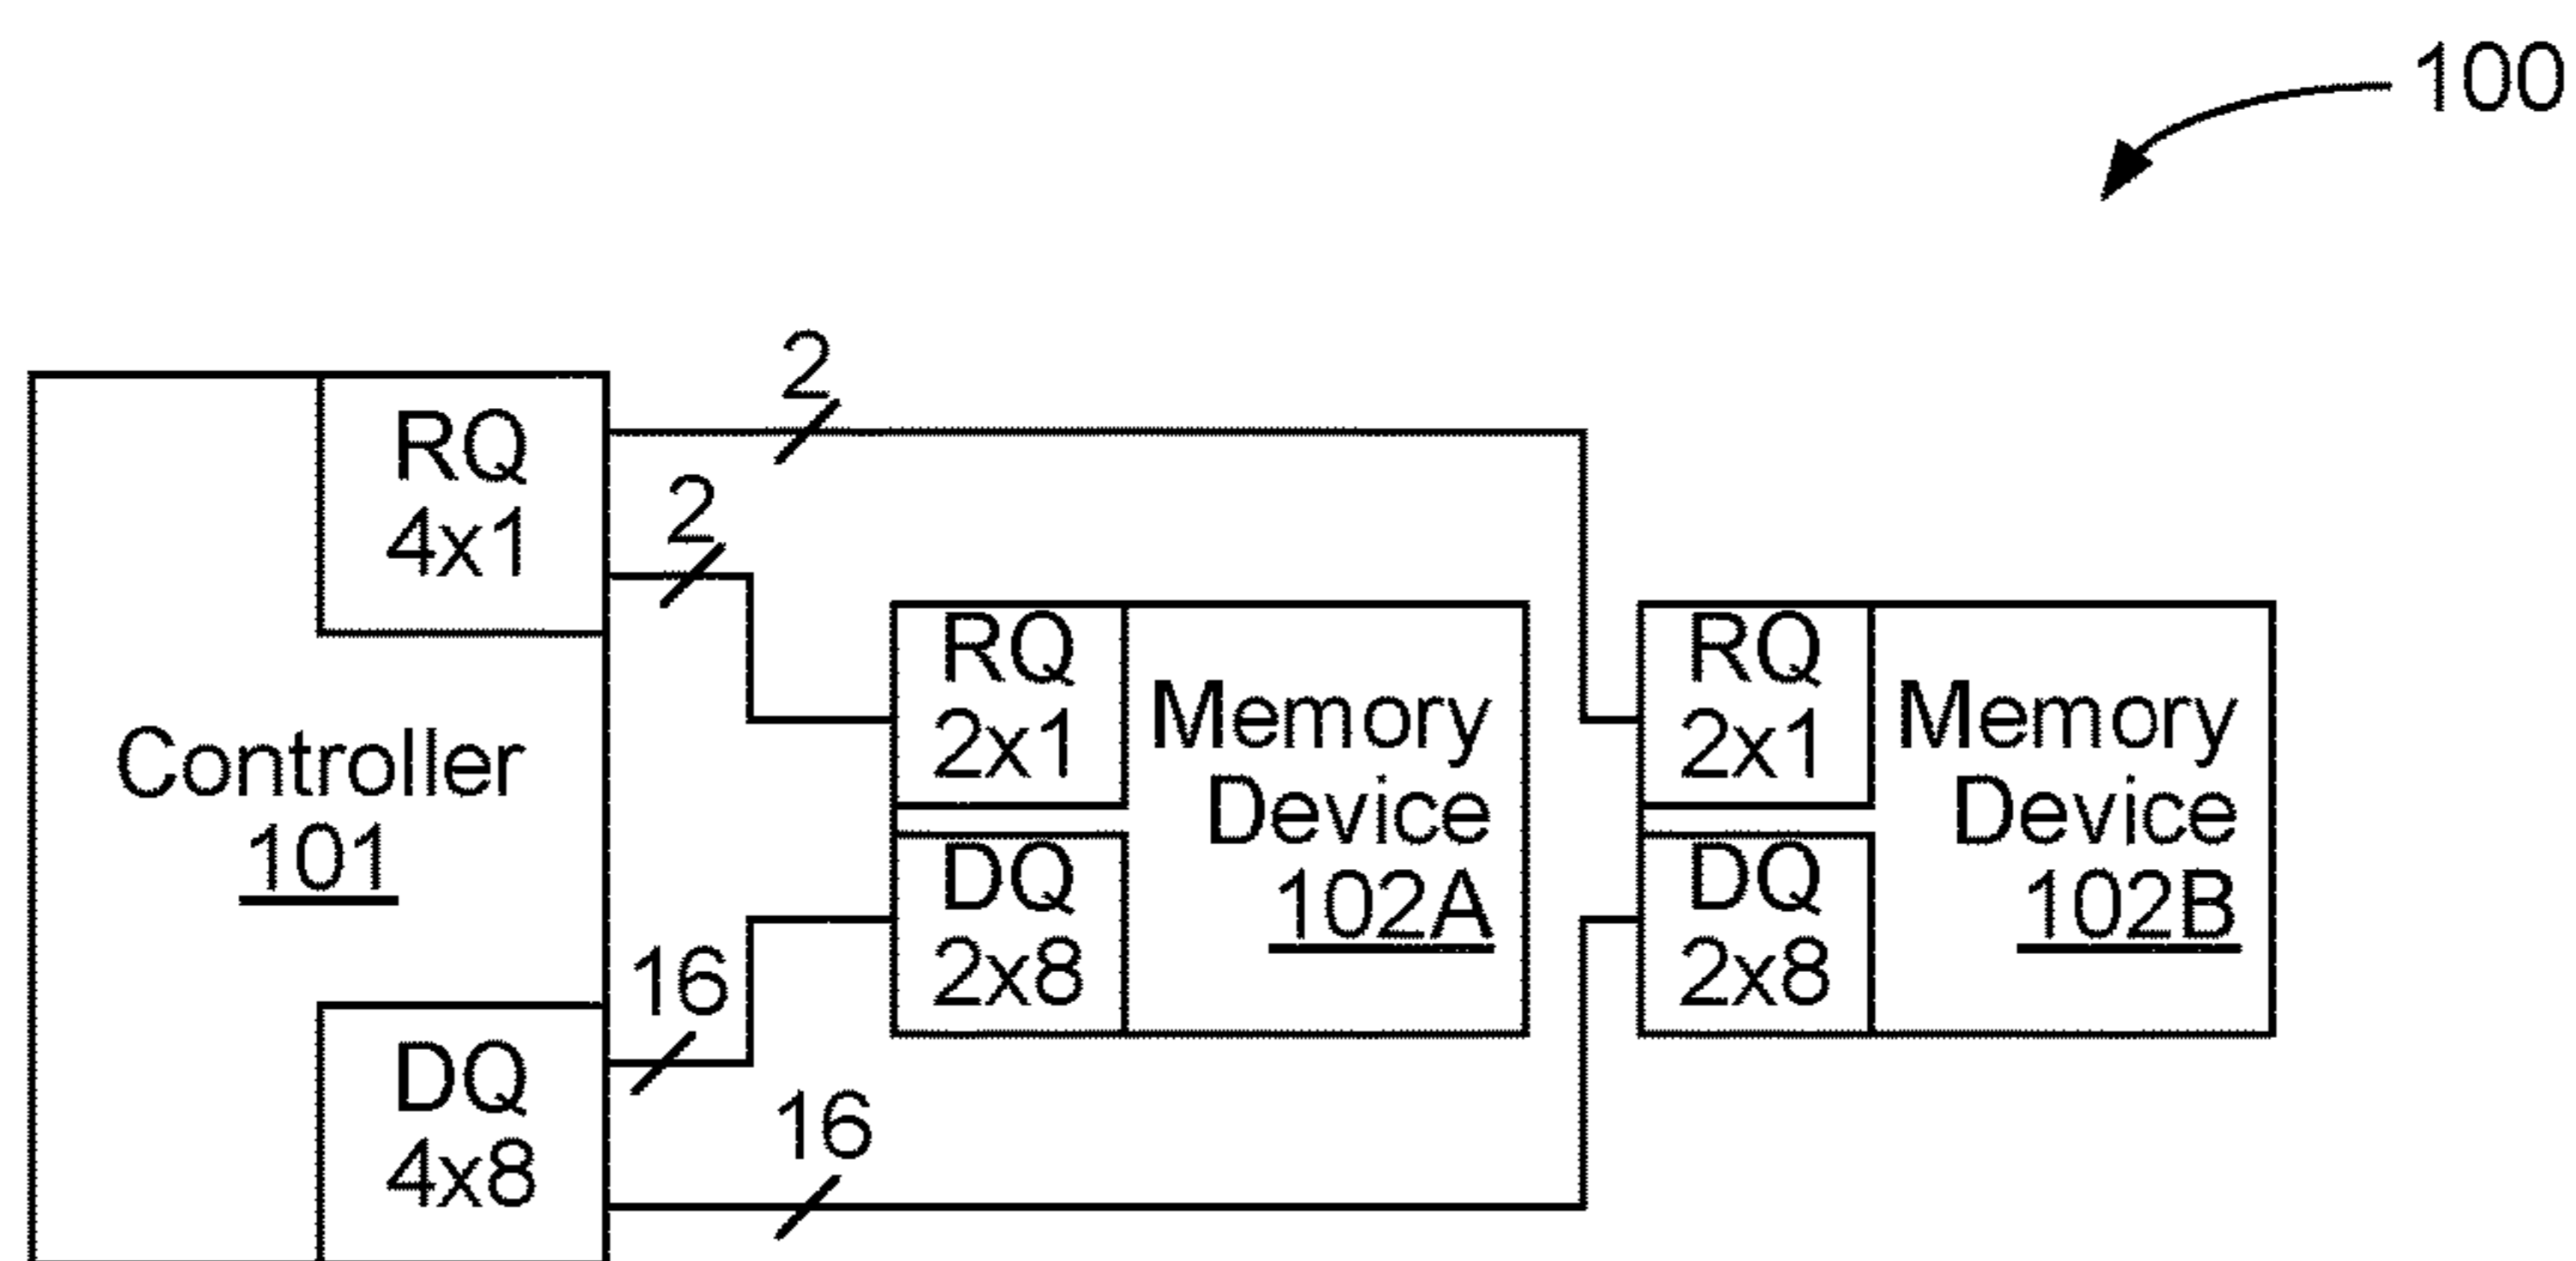 100
2
2
RQ
4x1
Controller
101
DQ
4x8
16
16
RQ
2x1
DQ
2x8
Memory
Device
102A
RQ
2x1
DQ
2x8
Memory
Device
102B